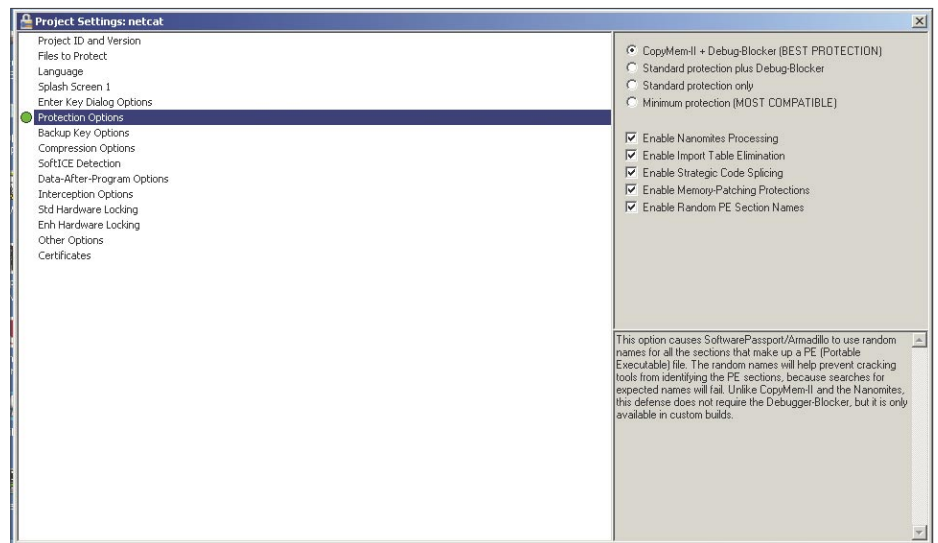 Project Settings: netcat
Project ID and Version
Files to Protect
Language
Splash Screen 1
Enter Key Dialog Options
Protection Options
Backup Key Options
Compression Options
SoftICE Detection
Data-After-Program Options
Interception Options
Std Hardware Locking
Enh Hardware Locking
Other Options
Certificates
CopyMem-II + Debug-Blocker (BEST PROTECTION)
Standard protection plus Debug-Blocker
Standard protection only
Minimum protection (MOST COMPATIBLE)
Enable Nanomites Processing
Enable Import Table Elimination
Enable Strategic Code Splicing
Enable Memory-Patching Protections
Enable Random PE Section Names
This option causes SoftwarePassport/Armadillo to use random
names for all the sections that make up a PE (Portable
Executable) file. The random names will help prevent cracking
tools from identifying the PE sections, because searches for
expected names will fail. Unlike CopyMem-II and the Nanomites,
this defense does not require the Debugger-Blocker, but it is only
available in custom builds.